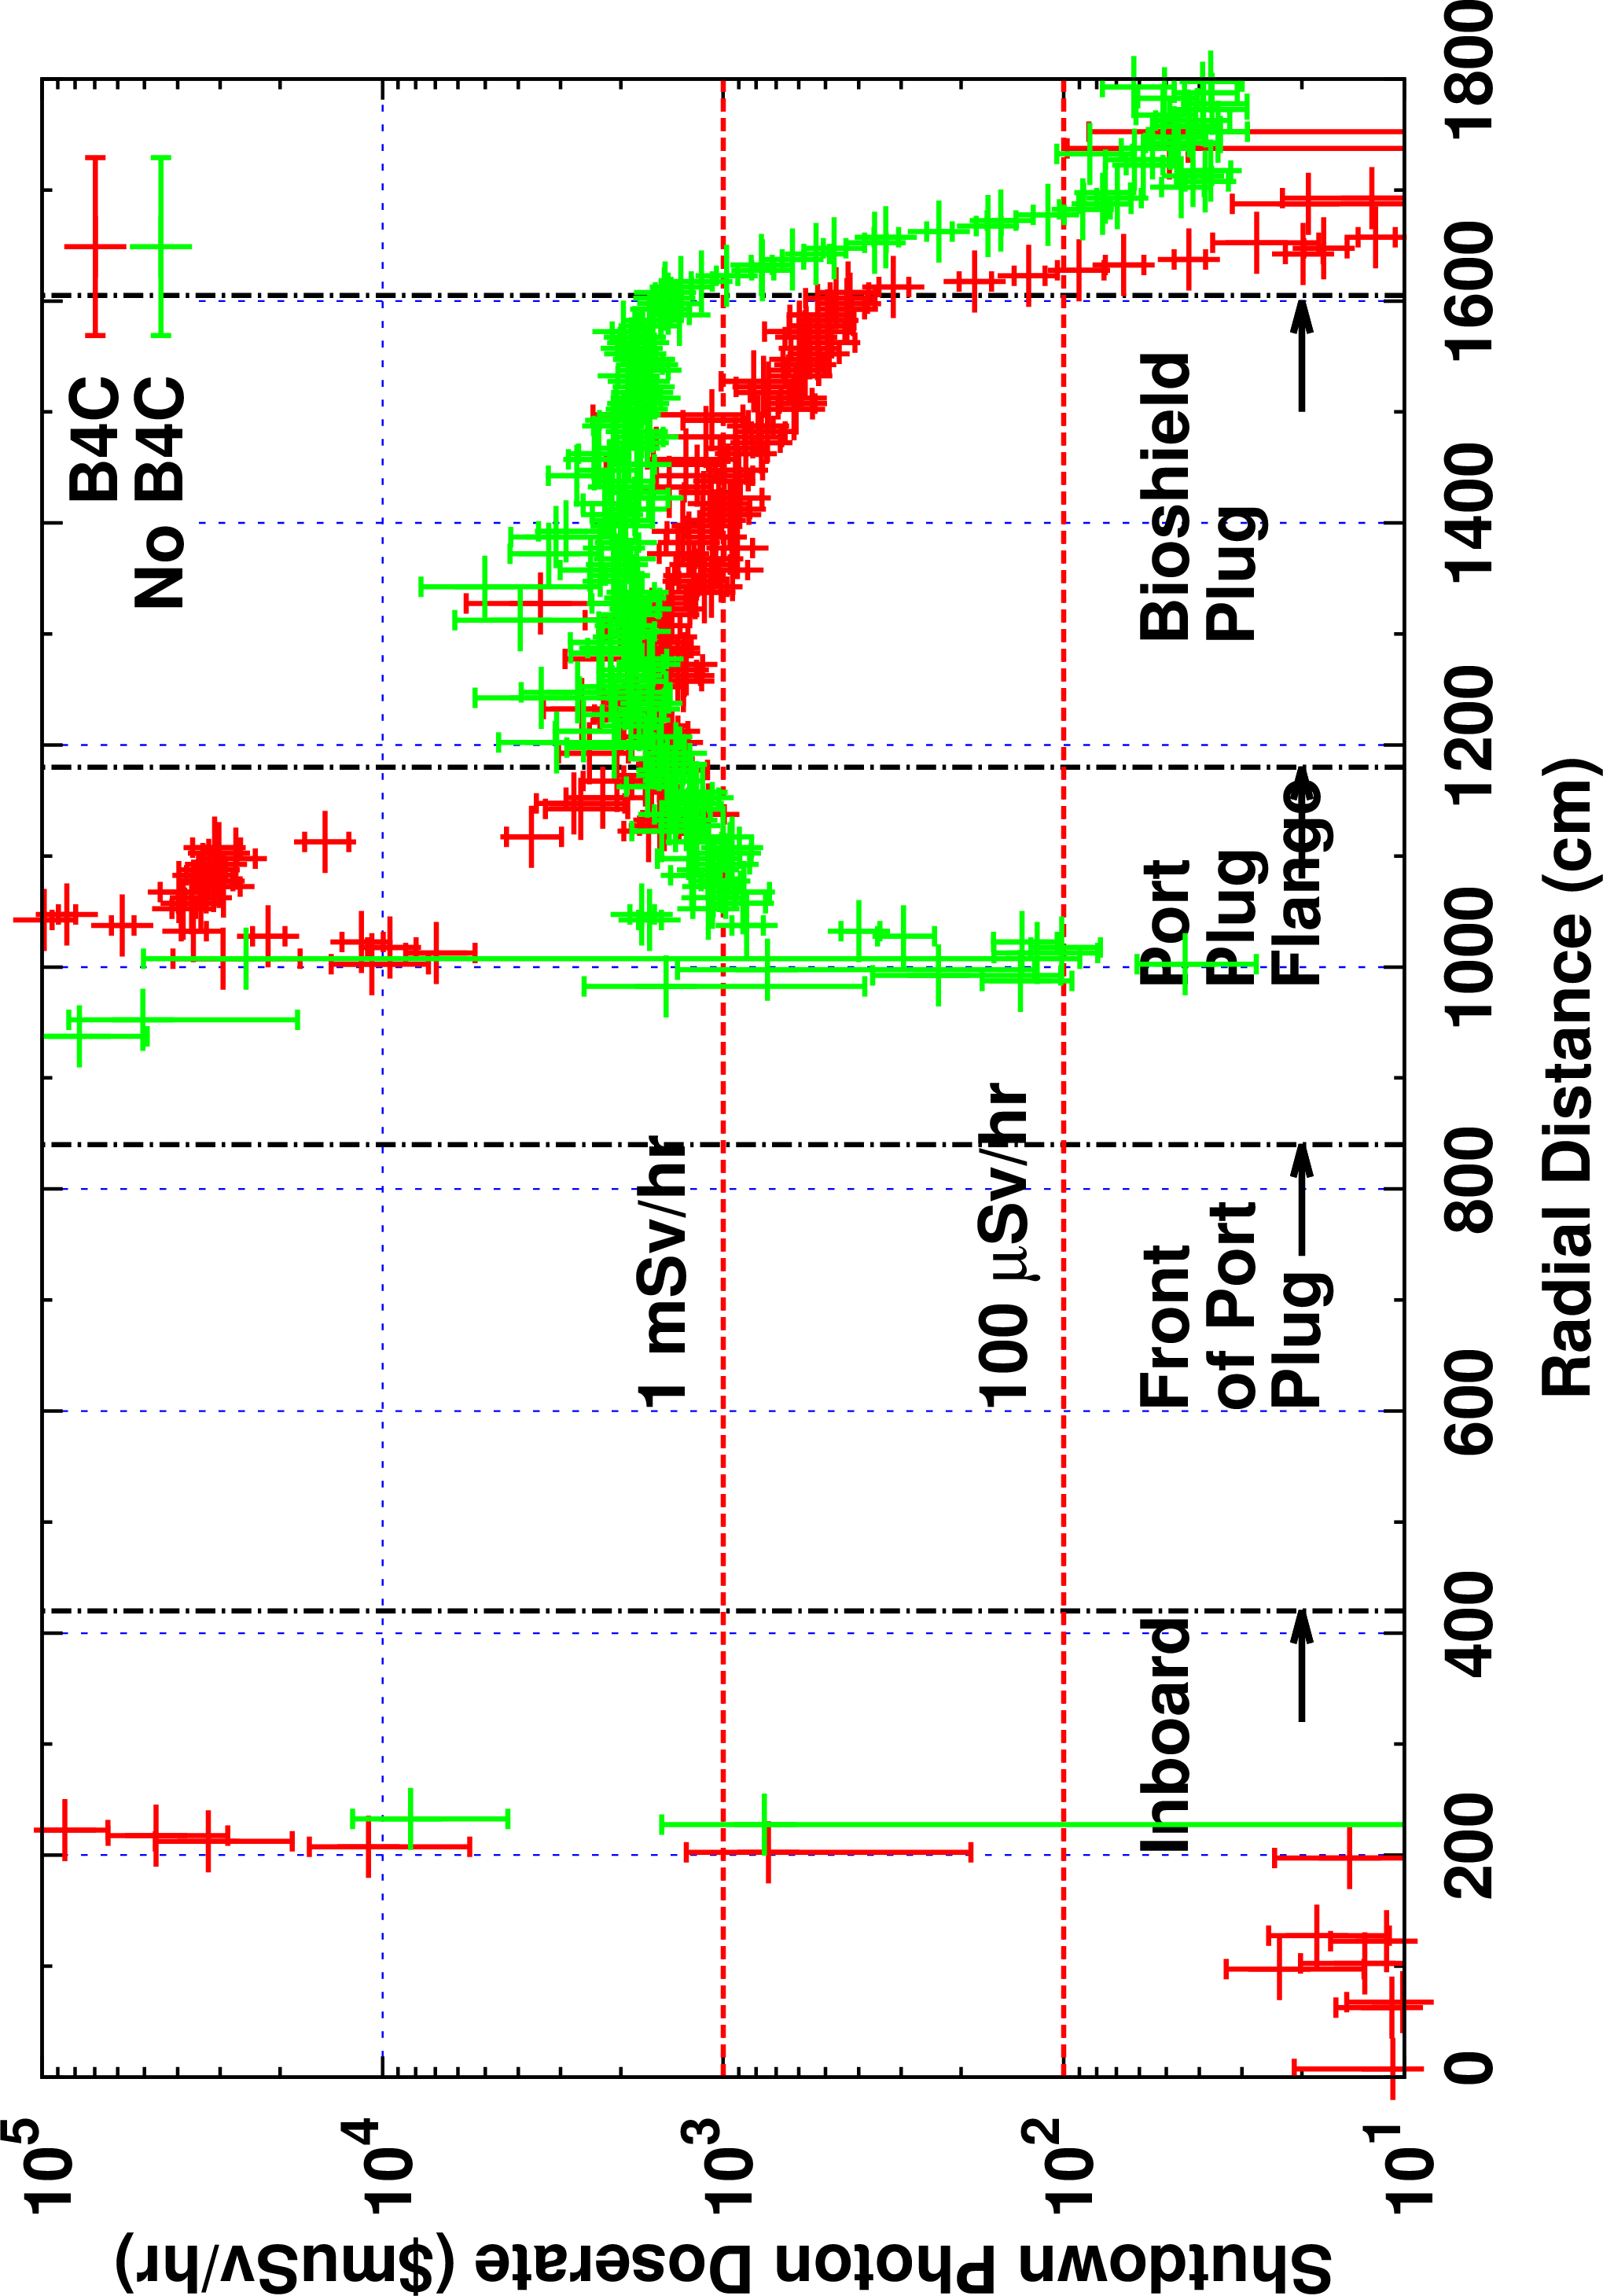 B4C
No B4C
1 mSv/hr
100 μSv/hr
Inboard
Front
of Port
Plug
Port
Plug
Flange
Bioshield
Plug
10^5
10^4
10^3
10^2
10^1
0 200 400 600 800 1000 1200 1400 1600 1800
Radial Distance (cm)
Shutdown Photon Doserate ($muSv/hr)